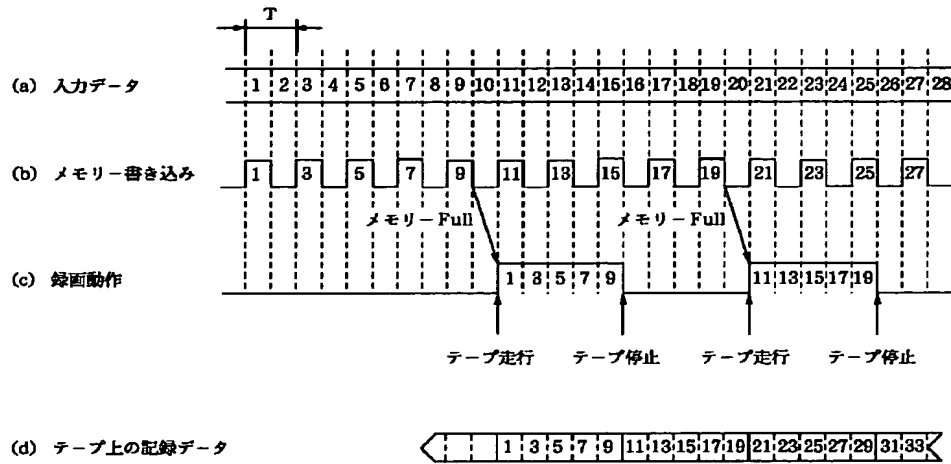 T
(a) 入力データ 1 2 3 4 5 6 7 8 9 10 11 12 13 14 15 16 17 18 19 20 21 22 23 24 25 26 27 28
(b) メモリー書き込み 1 3 5 7 9 11 13 15 17 19 21 23 25 27
メモリーFull メモリーFull
(c) 録画動作 1 3 5 7 9 11 13 15 17 19
テープ走行 テープ停止 テープ走行 テープ停止
(d) テープ上の記録データ 1 3 5 7 9 11 13 15 17 19 21 23 25 27 29 31 33